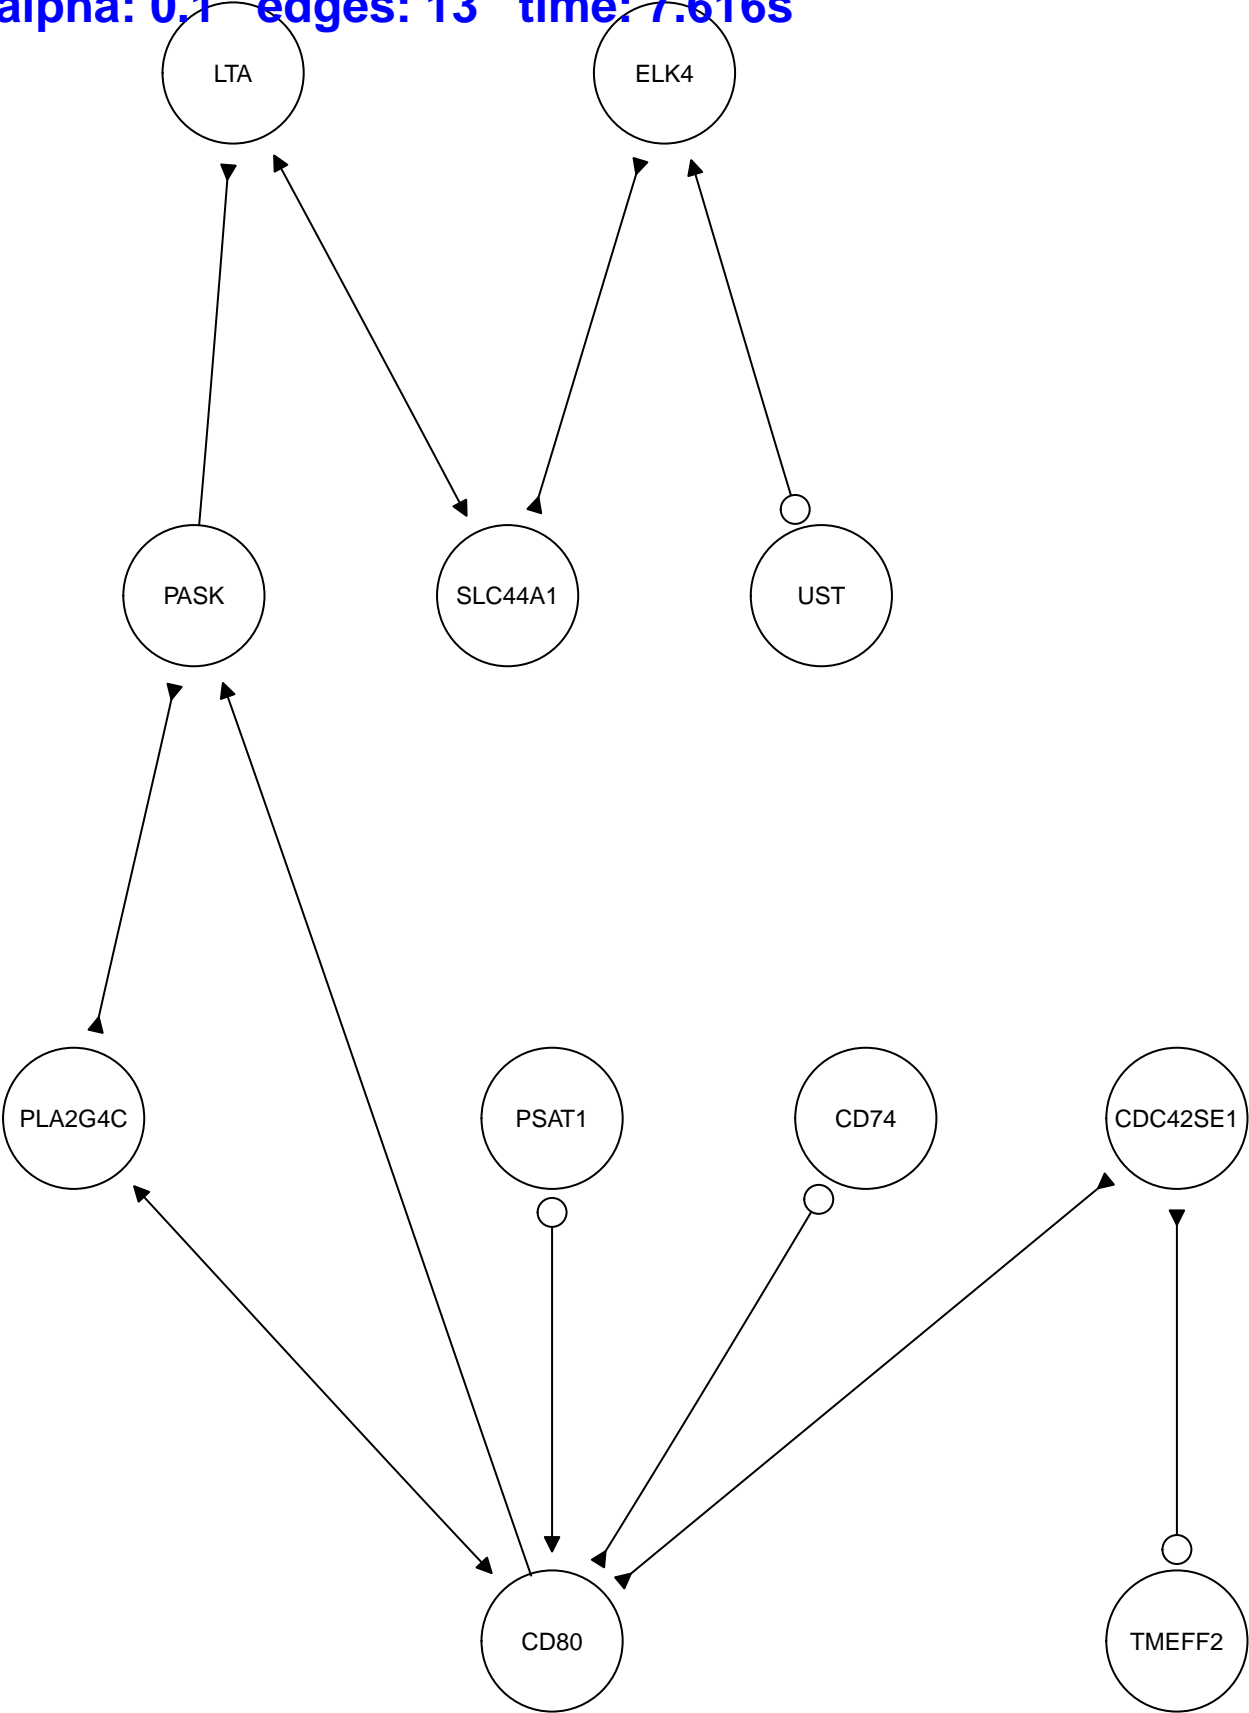 alpha: 0.1 edges: 13 time: 7.616s
LTA
ELK4
PASK
SLC44A1
UST
PLA2G4C
PSAT1
CD74
CDC42SE1
CD80
TMEFF2